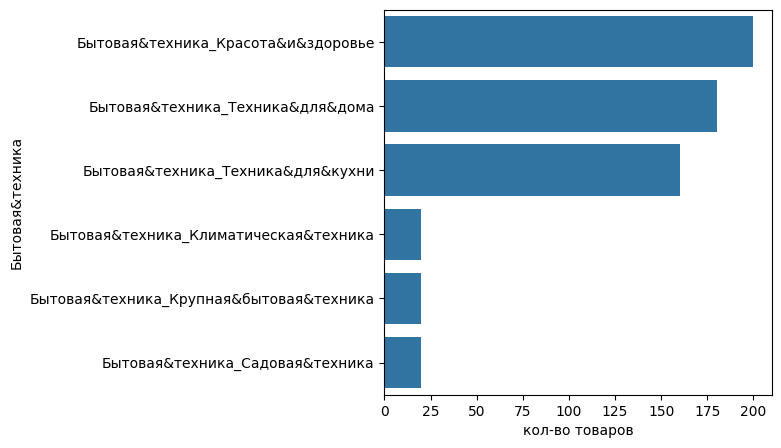 Бытовая&техника
Бытовая&техника_Красота&и&здоровье
Бытовая&техника_Техника&для&дома
Бытовая&техника_Техника&для&кухни
Бытовая&техника_Климатическая&техника
Бытовая&техника_Крупная&бытовая&техника
Бытовая&техника_Садовая&техника
0 25 50 75 100 125 150 175 200
кол-во товаров